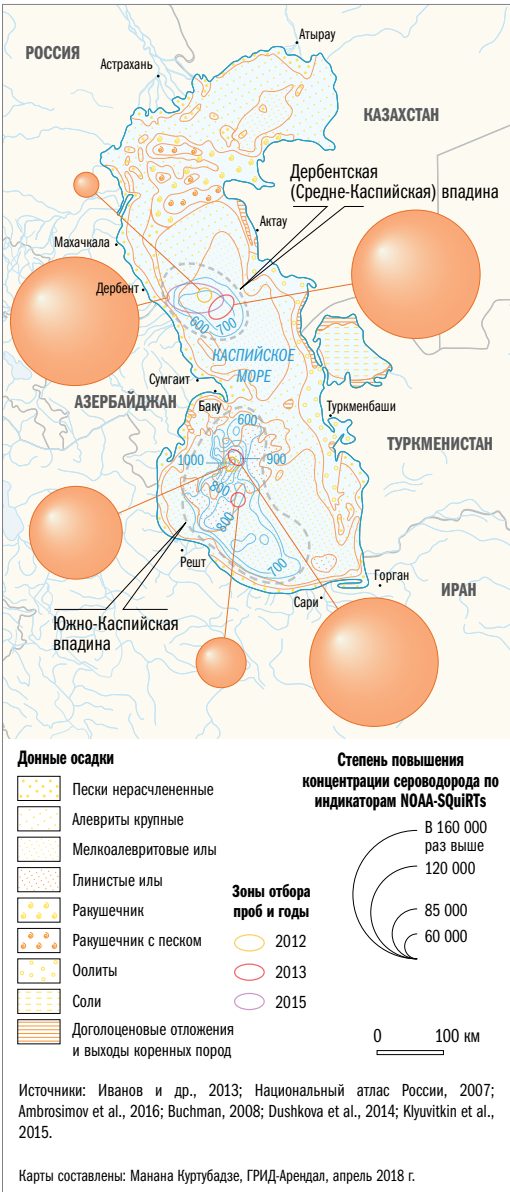 РОССИЯ
Атырау
Астрахань
КАЗАХСТАН
Дербентская
(Средне-Каспийская) впадина
Актау
Махачкала
Дербент
600
700
КАСПИЙСКОЕ
МОРЕ
Сумгаит
АЗЕРБАЙДЖАН
Баку
Туркменбаши
600
ТУРКМЕНИСТАН
1000
900
800
800
700
Решт
Горган
ИРАН
Сари
Южно-Каспийская
впадина
Донные осадки
Пески нерасчлененные
Алевриты крупные
Мелкоалевритовые илы
Глинистые илы
Ракушечник
Ракушечник с песком
Оолиты
Соли
Доголоценовые отложения
и выходы коренных пород
Зоны отбора
проб и годы
2012
2013
2015
Степень повышения
концентрации сероводорода по
индикаторам NOAA-SQuiRTs
В 160 000
раз выше
120 000
85 000
60 000
0 100 км
Источники: Иванов и др., 2013; Национальный атлас России, 2007;
Ambrosimov et al., 2016; Buchman, 2008; Dushkova et al., 2014; Klyuvitkin et al.,
2015.
Карты составлены: Манана Куртубадзе, ГРИД-Арендал, апрель 2018 г.